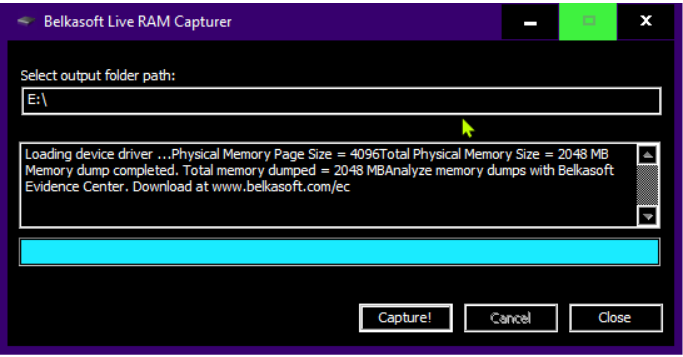 Belkasoft Live RAM Capturer
Select output folder path:
E:\
Loading device driver ...Physical Memory Page Size = 4096Total Physical Memory Size = 2048 MB
Memory dump completed. Total memory dumped = 2048 MBAnalyze memory dumps with Belkasoft
Evidence Center. Download at www.belkasoft.com/ec
Capture!
Cancel
Close